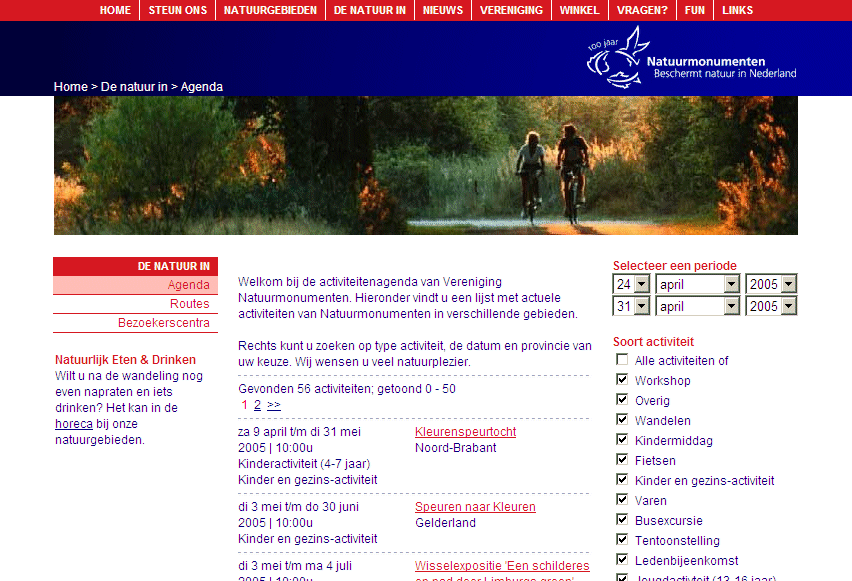 HOME STEUN ONS NATUURGEBIEDEN DE NATUUR IN NIEUWS VERENIGING WINKEL VRAGEN? FUN LINKS
100 jaar
Natuurmonumenten
Beschermt natuur in Nederland
Home > De natuur in > Agenda
DE NATUUR IN
Agenda
Routes
Bezoekerscentra
Natuurlijk Eten & Drinken
Wilt u na de wandeling nog
even napraten en iets
drinken? Het kan in de
horeca bij onze
natuurgebieden.
Welkom bij de activiteitenagenda van Vereniging
Natuurmonumenten. Hieronder vindt u een lijst met actuele
activiteiten van Natuurmonumenten in verschillende gebieden.
Rechts kunt u zoeken op type activiteit, de datum en provincie van
uw keuze. Wij wensen u veel natuurplezier.
Gevonden 56 activiteiten; getoond 0 - 50
1 2 >>
za 9 april t/m di 31 mei
2005 | 10:00u
Kinderactiviteit (4-7 jaar)
Kinder en gezins-activiteit
Kleurenspeurtocht
Noord-Brabant
di 3 mei t/m do 30 juni
2005 | 10:00u
Kinder en gezins-activiteit
Speuren naar Kleuren
Gelderland
di 3 mei t/m ma 4 juli
2005 | 10:00u
Wisselexpositie 'Een schilderes
en pad door Limburgs groen'
Selecteer een periode
24 april 2005
31 april 2005
Soort activiteit
Alle activiteiten of
Workshop
Overig
Wandelen
Kindermiddag
Fietsen
Kinder en gezins-activiteit
Varen
Busexcursie
Tentoonstelling
Ledenbijeenkomst
Jeugdactiviteit (13-16 jaar)